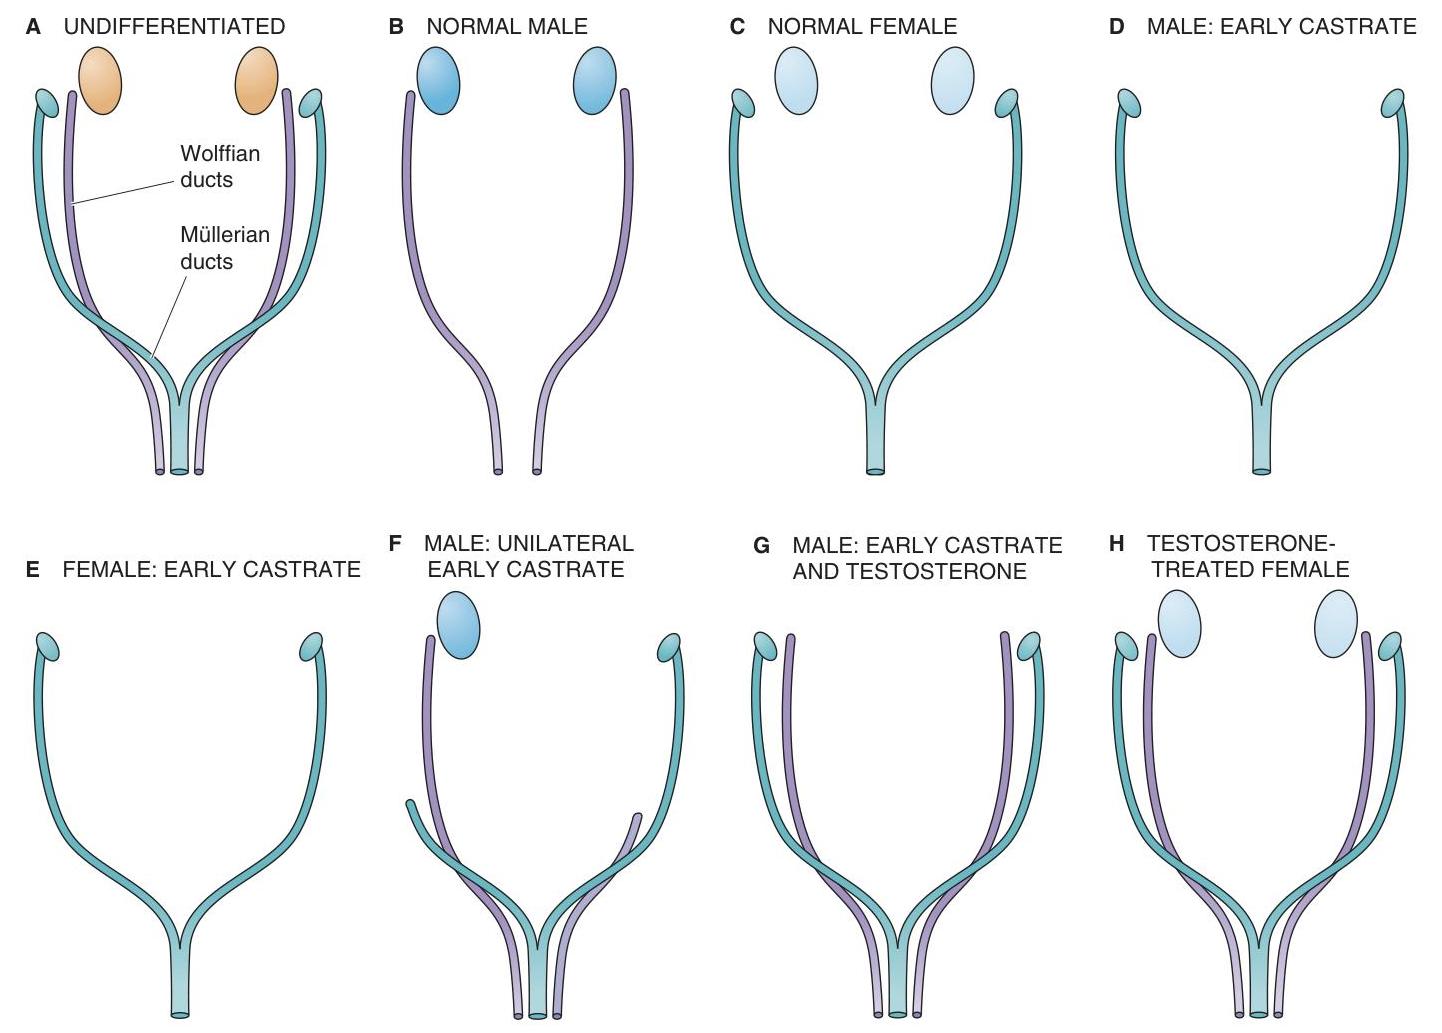 A UNDIFFERENTIATED
B NORMAL MALE
C NORMAL FEMALE
D MALE: EARLY CASTRATE
Wolffian
ducts
Müllerian
ducts
E FEMALE: EARLY CASTRATE
F MALE: UNILATERAL
EARLY CASTRATE
G MALE: EARLY CASTRATE
AND TESTOSTERONE
H TESTOSTERONE-
TREATED FEMALE